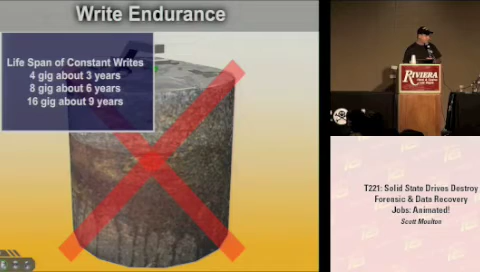 Write Endurance
Life Span of Constant Writes
4 gig about 3 years
8 gig about 6 years
16 gig about 9 years
RIVIERA
T221: Solid State Drives Destroy
Forensic & Data Recovery
Jobs: Animated!
Scott Moulton